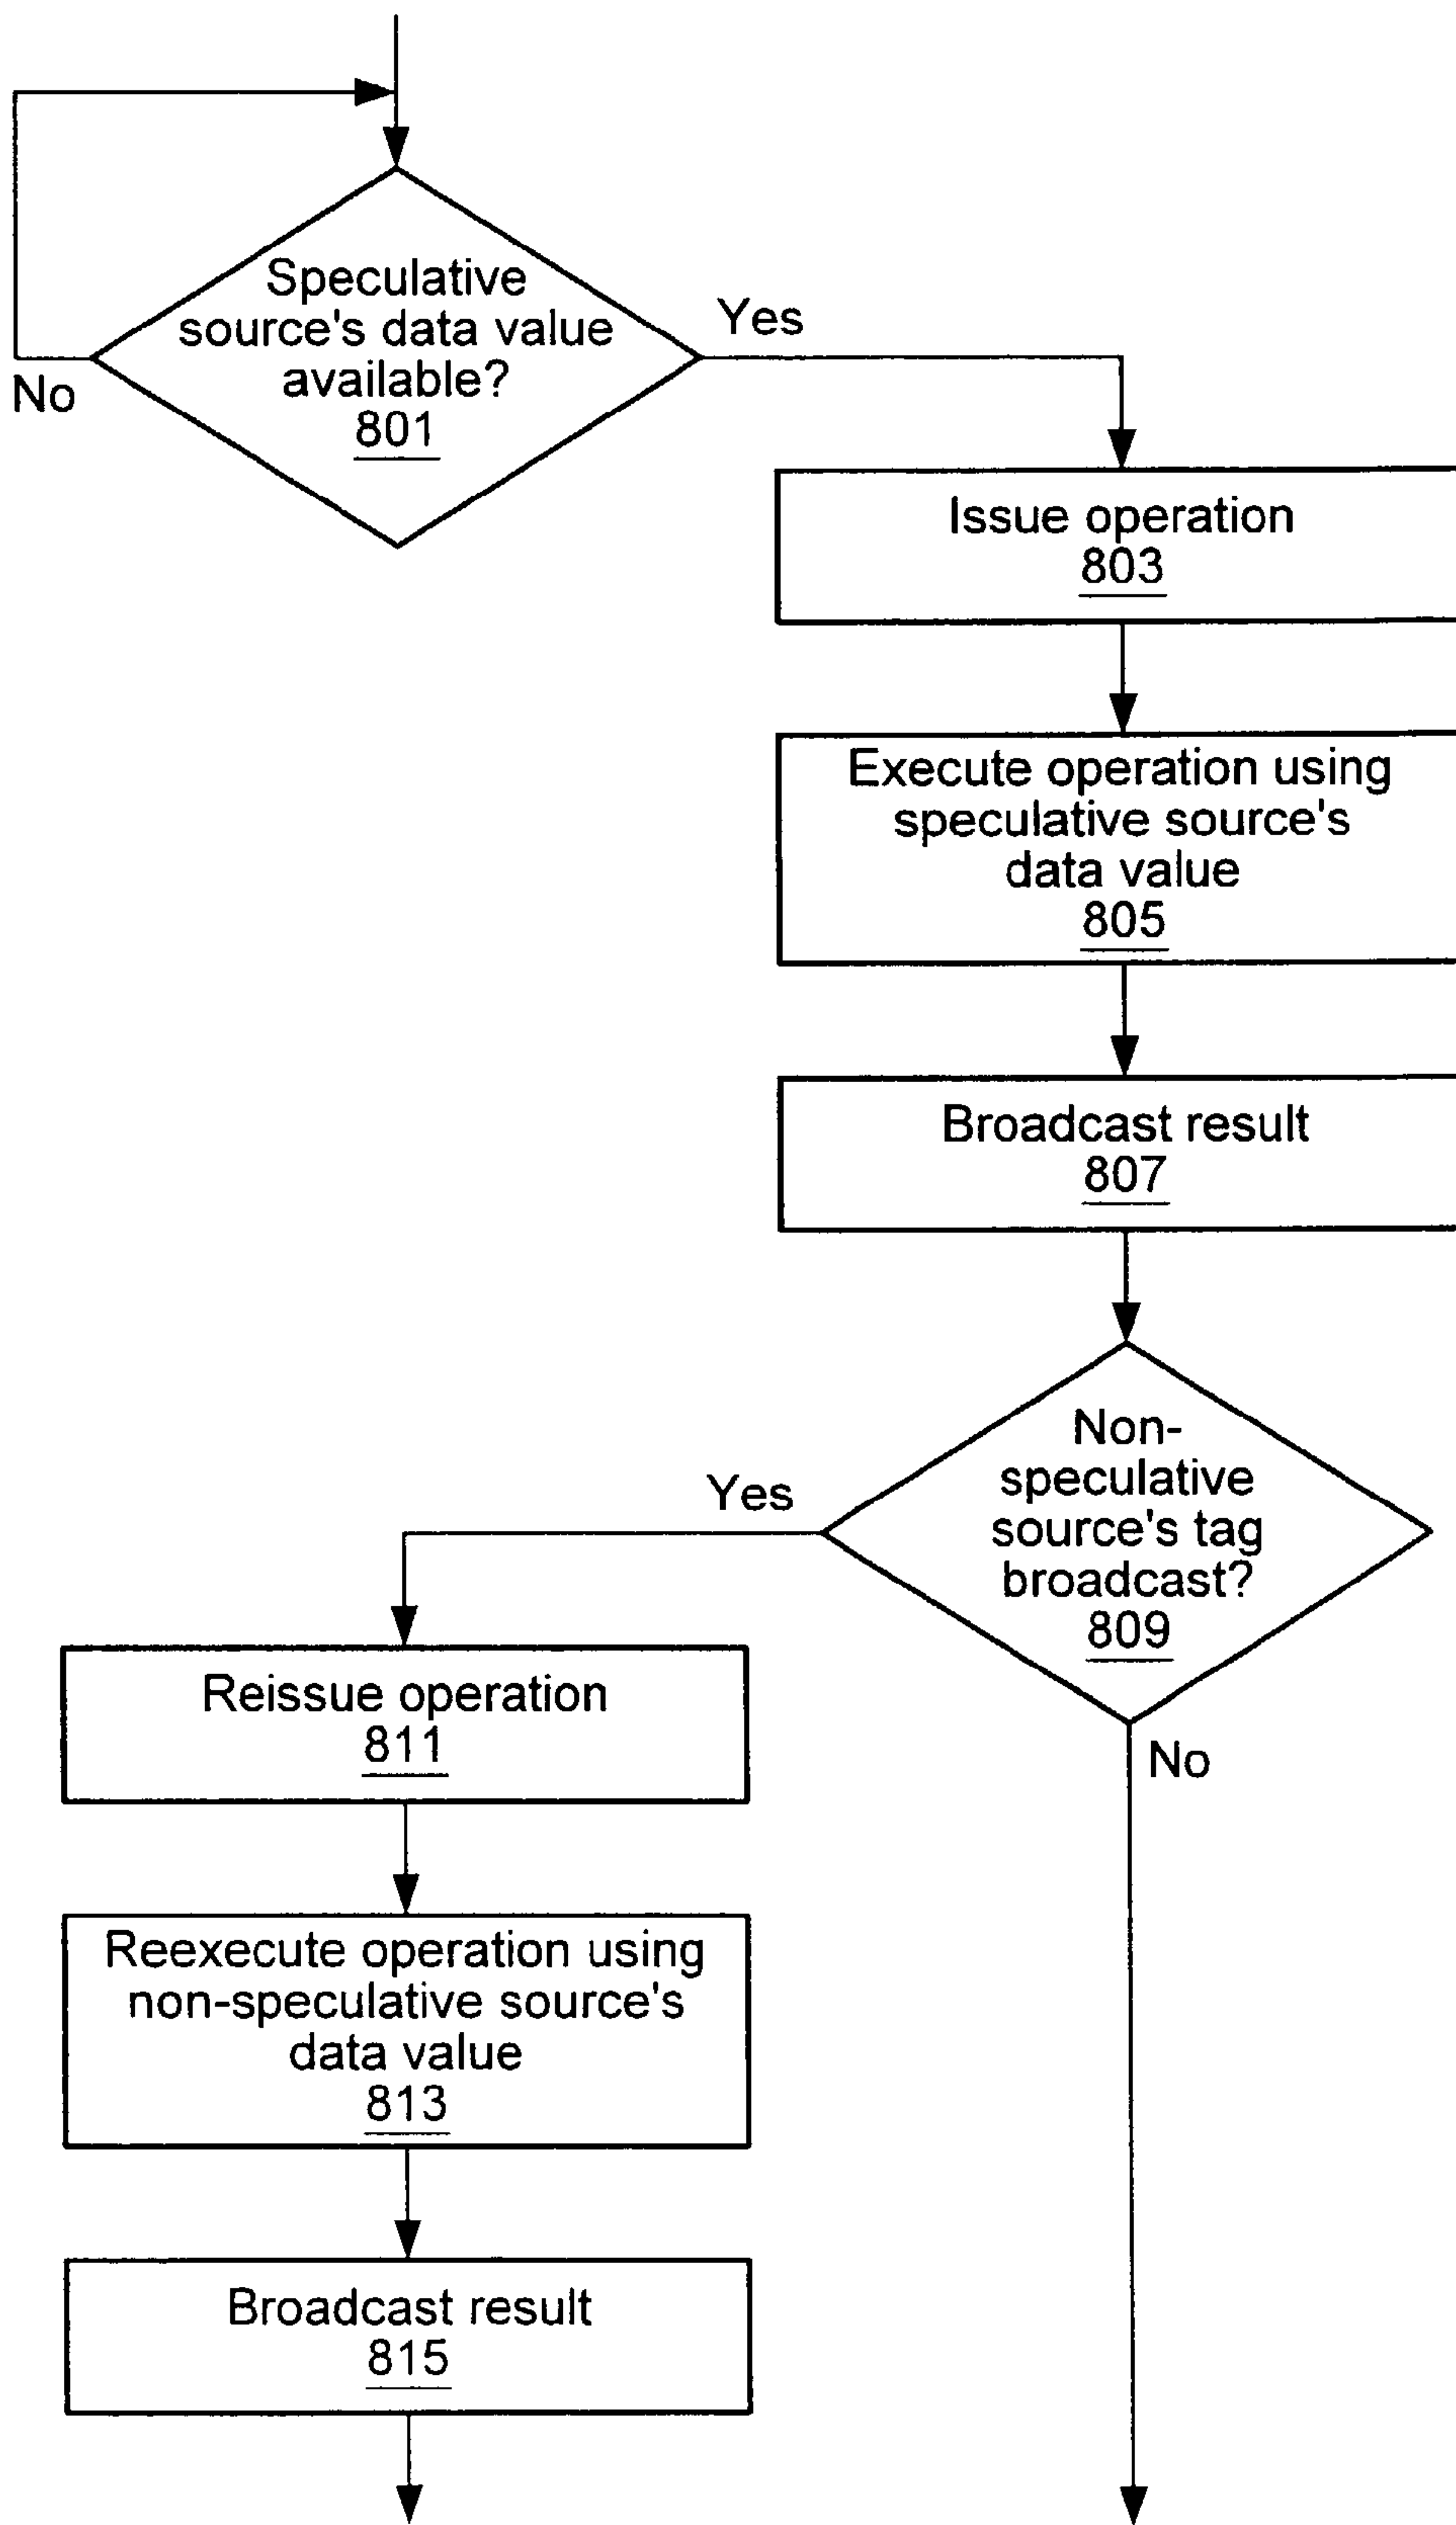 Speculative
source's data value
available?
801
Yes
No
Issue operation
803
Execute operation using
speculative source's
data value
805
Broadcast result
807
Non-
speculative
source's tag
broadcast?
809
Yes
No
Reissue operation
811
Reexecute operation using
non-speculative source's
data value
813
Broadcast result
815